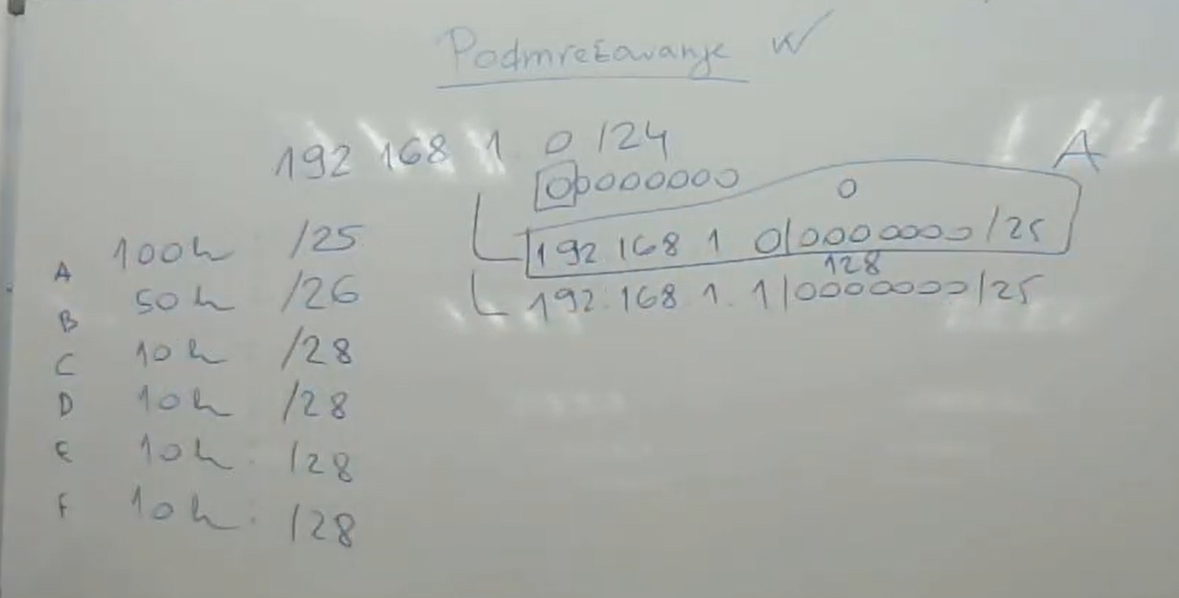 Podmrežavanje
192 168 1 0 /24
00000000
A
0
192.168 1 0|0000000/25
128
192.168.1.1|0000000/25
A 100h /25
B 50h /26
C 10h /28
D 10h /28
E 10h /28
F 10h /28